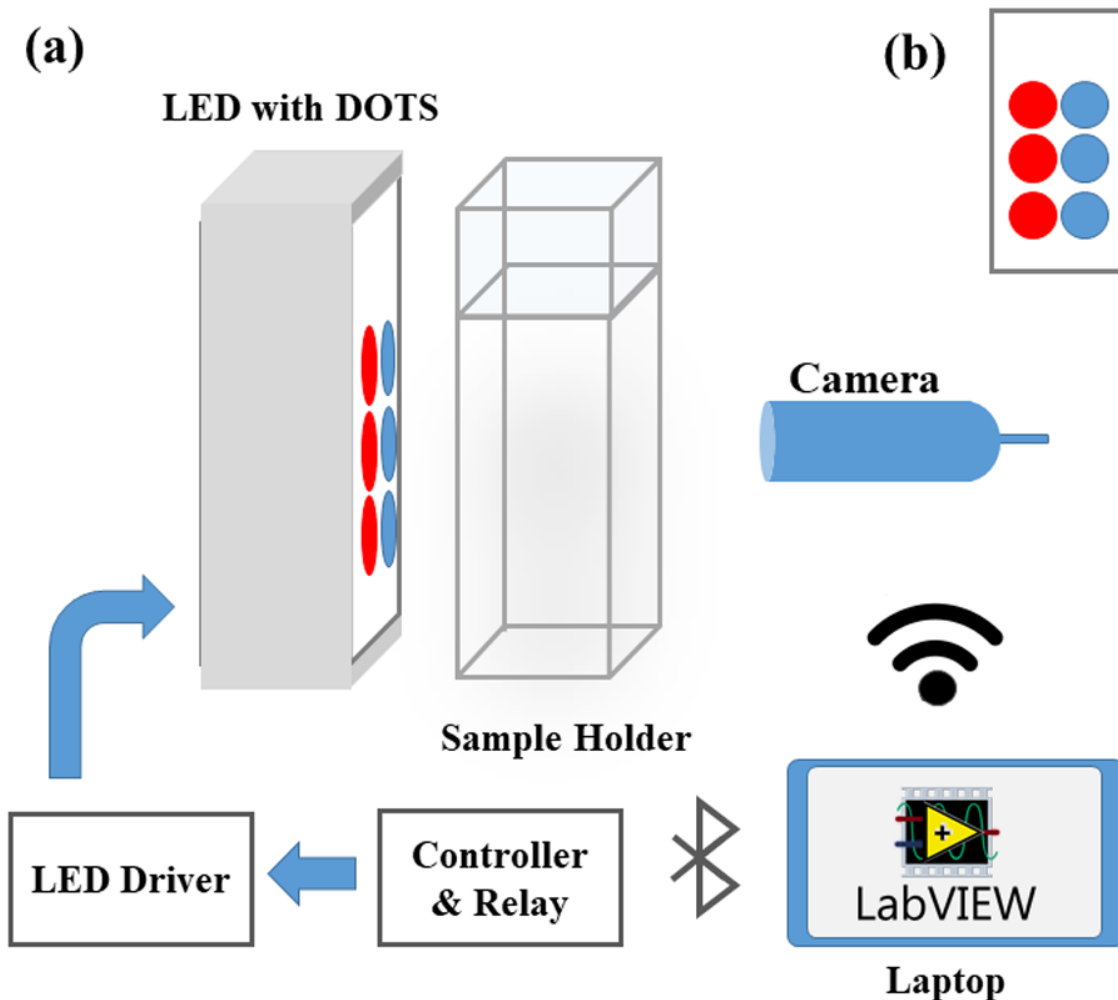 (a)
(b)
LED with DOTS
Camera
Sample Holder
LED Driver
Controller
& Relay
LabVIEW
Laptop